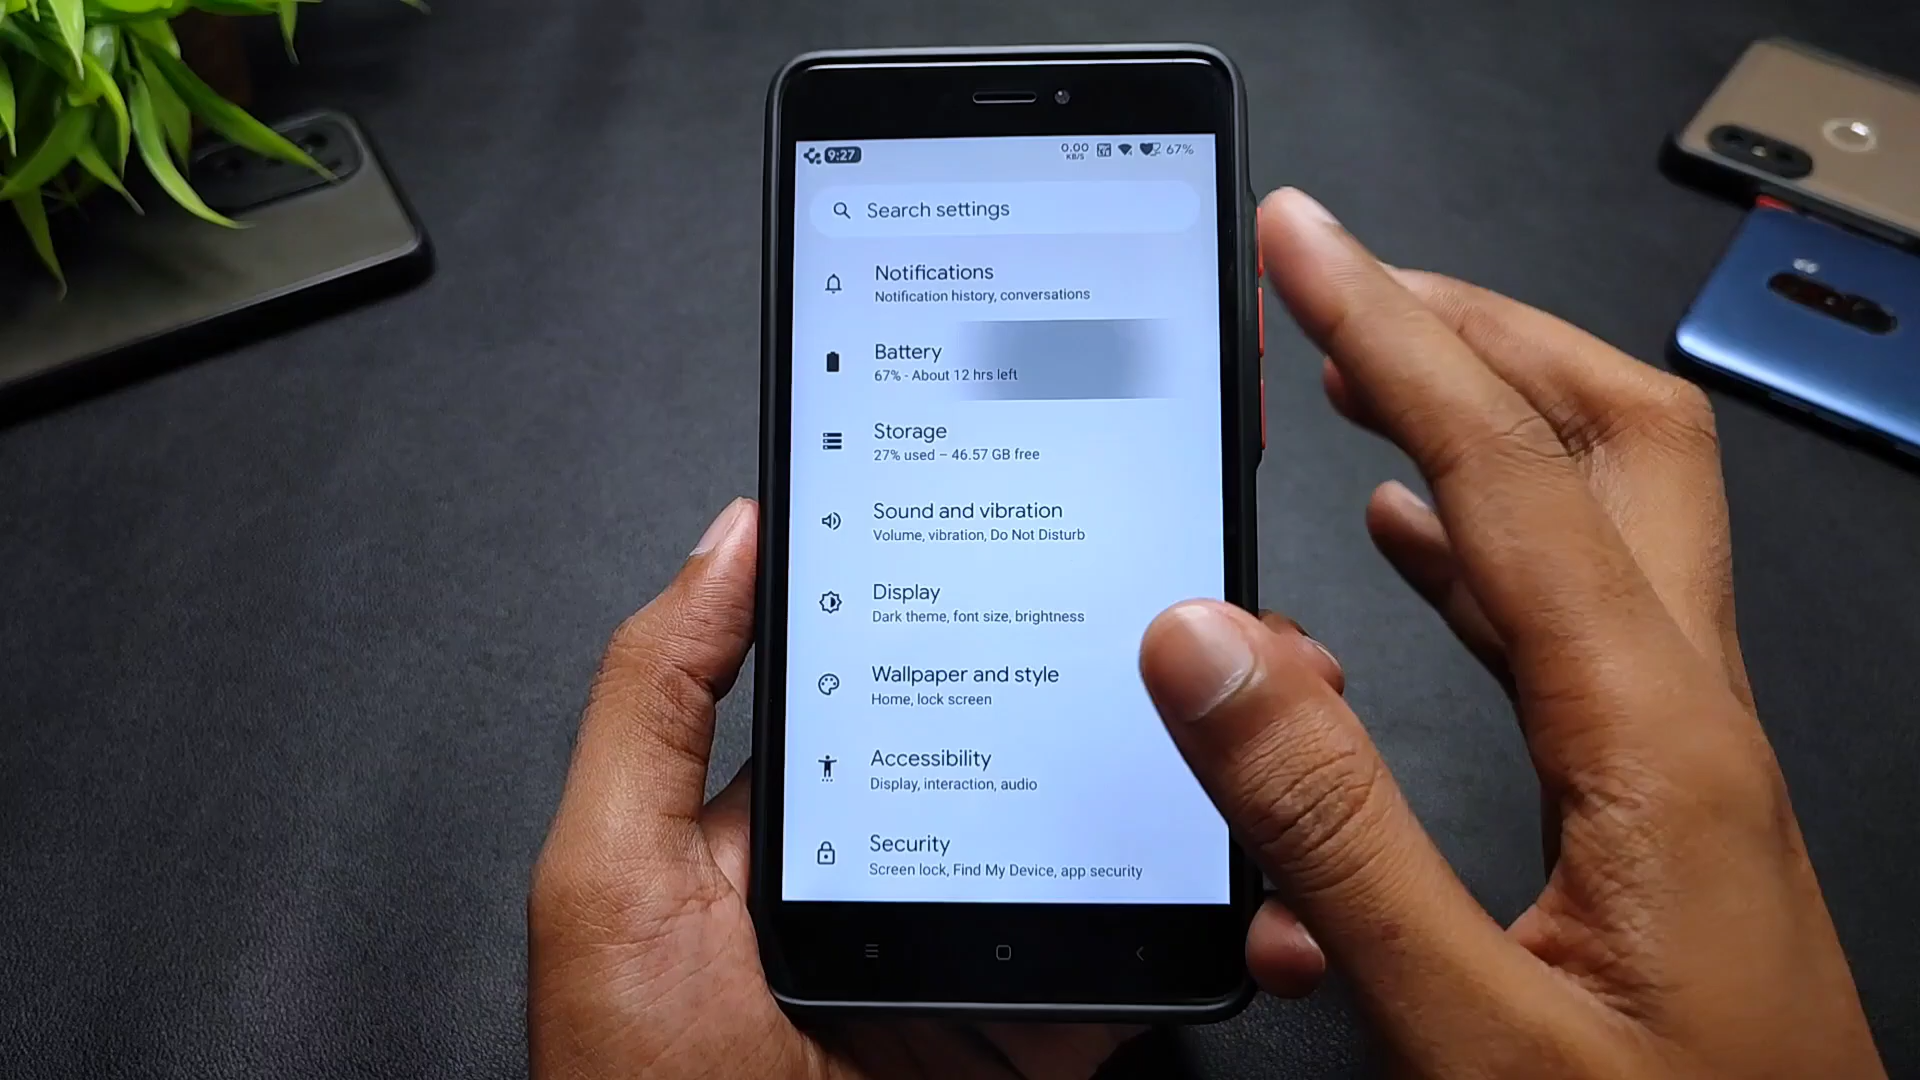 9:27
0.00
KB/S
67%
Search settings
Notifications
Notification history, conversations
Battery
67% - About 12 hrs left
Storage
27% used – 46.57 GB free
Sound and vibration
Volume, vibration, Do Not Disturb
Display
Dark theme, font size, brightness
Wallpaper and style
Home, lock screen
Accessibility
Display, interaction, audio
Security
Screen lock, Find My Device, app security